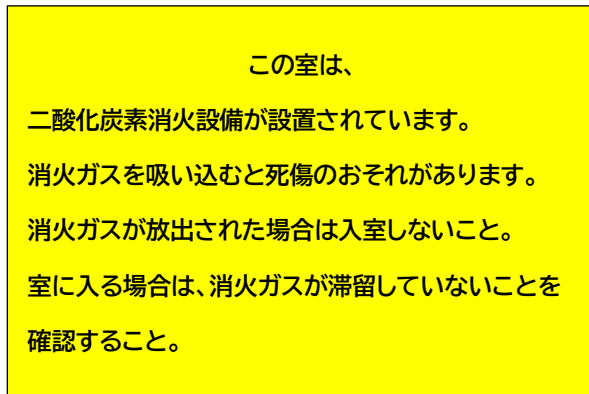 この室は、
二酸化炭素消火設備が設置されています。
消火ガスを吸い込むと死傷のおそれがあります。
消火ガスが放出された場合は入室しないこと。
室に入る場合は、消火ガスが滞留していないことを
確認すること。